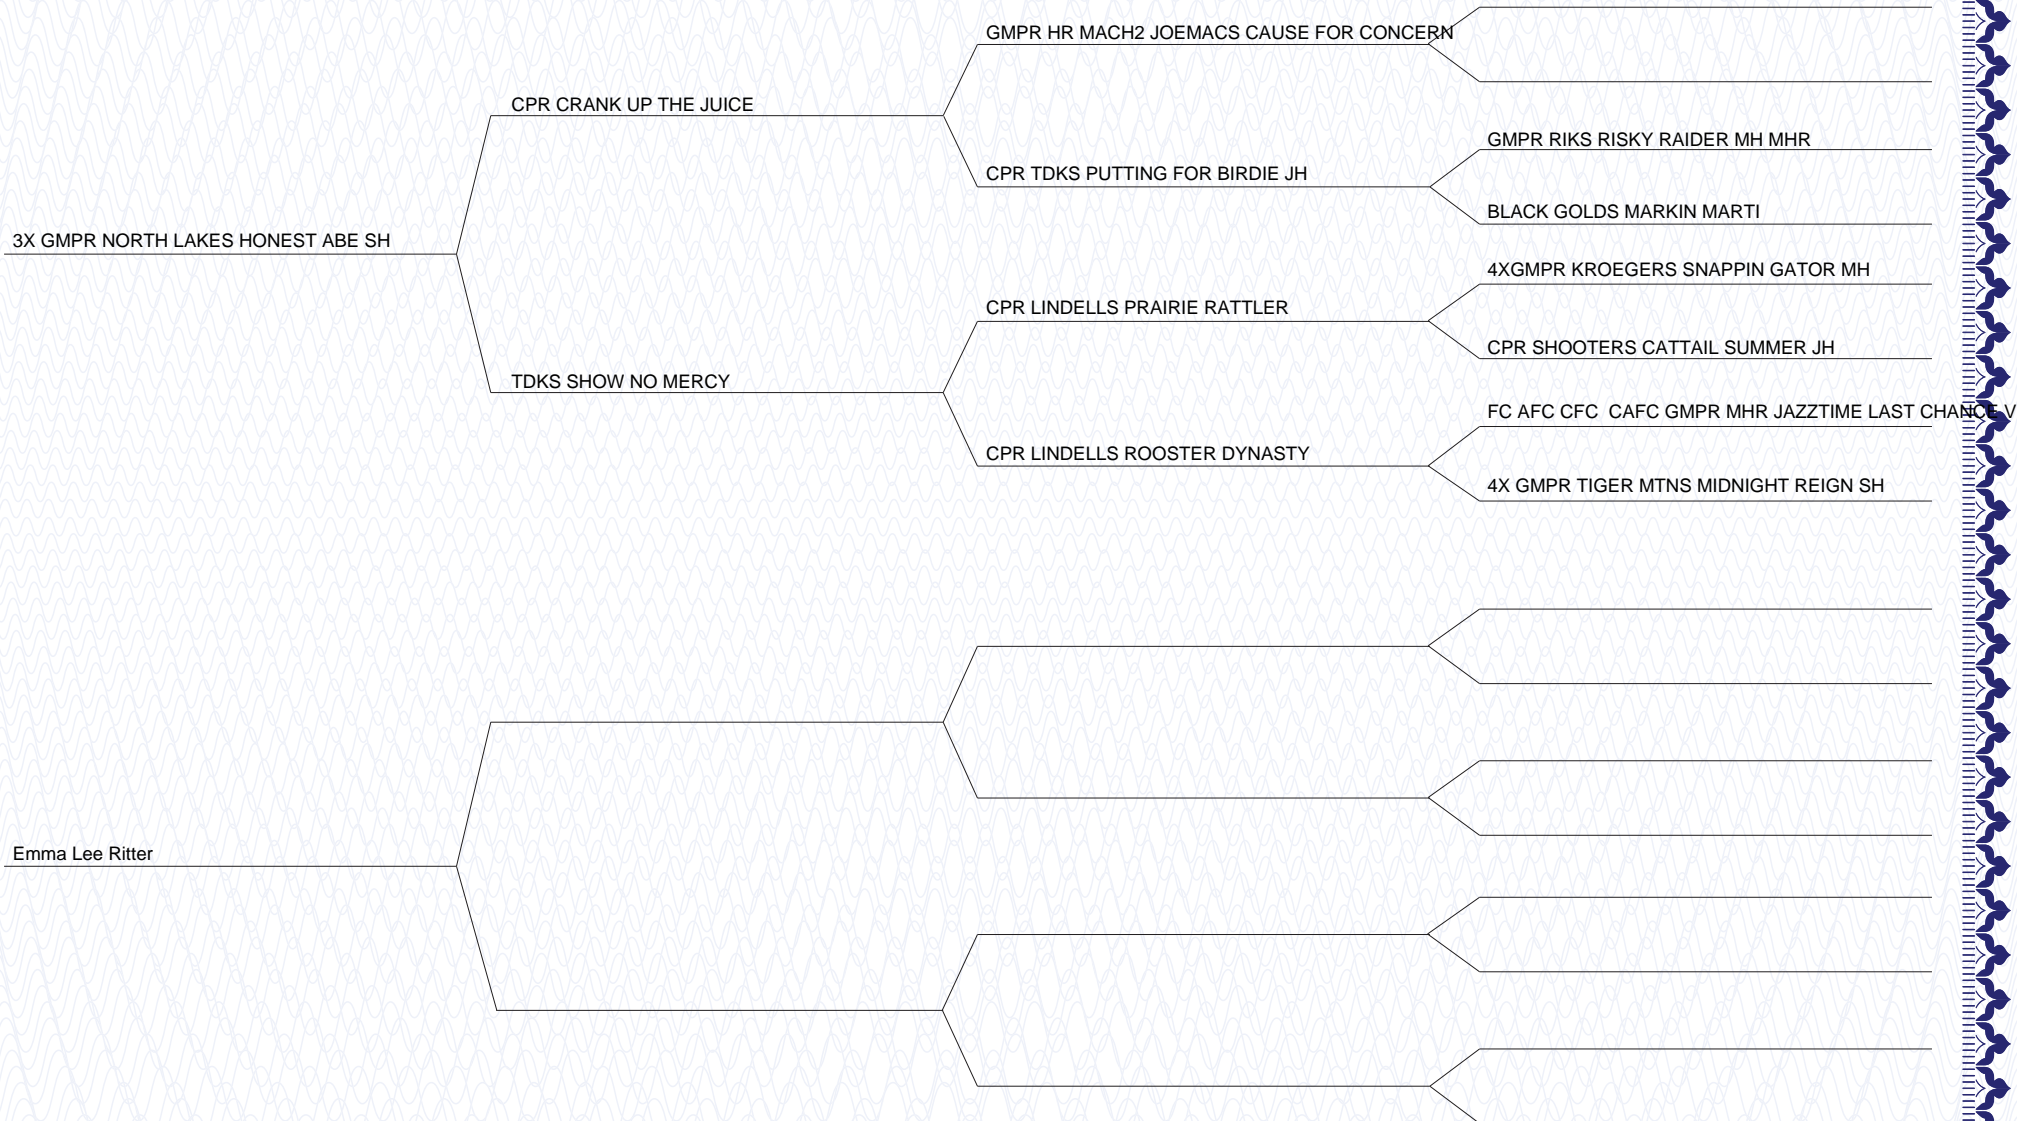 GMPR HR MACH2 JOEMACS CAUSE FOR CONCERN
CPR CRANK UP THE JUICE
GMPR RIKS RISKY RAIDER MH MHR
CPR TDKS PUTTING FOR BIRDIE JH
BLACK GOLDS MARKIN MARTI
3X GMPR NORTH LAKES HONEST ABE SH
4XGMPR KROEGERS SNAPPIN GATOR MH
CPR LINDELLS PRAIRIE RATTLER
CPR SHOOTERS CATTAIL SUMMER JH
TDKS SHOW NO MERCY
FC AFC CFC  CAFC GMPR MHR JAZZTIME LAST CHANCE V
CPR LINDELLS ROOSTER DYNASTY
4X GMPR TIGER MTNS MIDNIGHT REIGN SH
Emma Lee Ritter